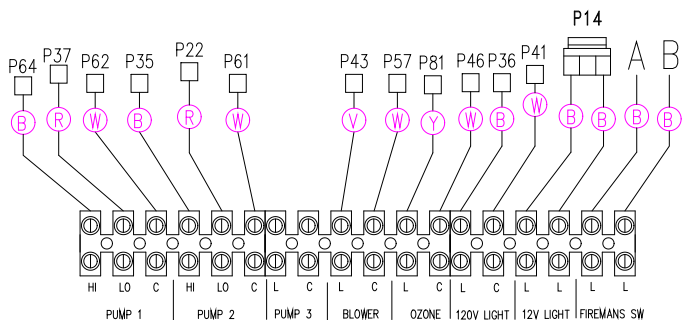 P14
P64 P37 P62 P35 P22 P61 P43 P57 P81 P46 P36 P41 A B
B R W B R W V W Y W B W B B B B
HI LO C HI LO C L C L C L C L C L L L L
PUMP 1 PUMP 2 PUMP 3 BLOWER OZONE 120V LIGHT 12V LIGHT FIREMANS SW